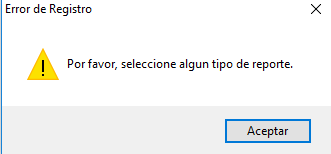 Error de Registro
Por favor, seleccione algun tipo de reporte.
Aceptar